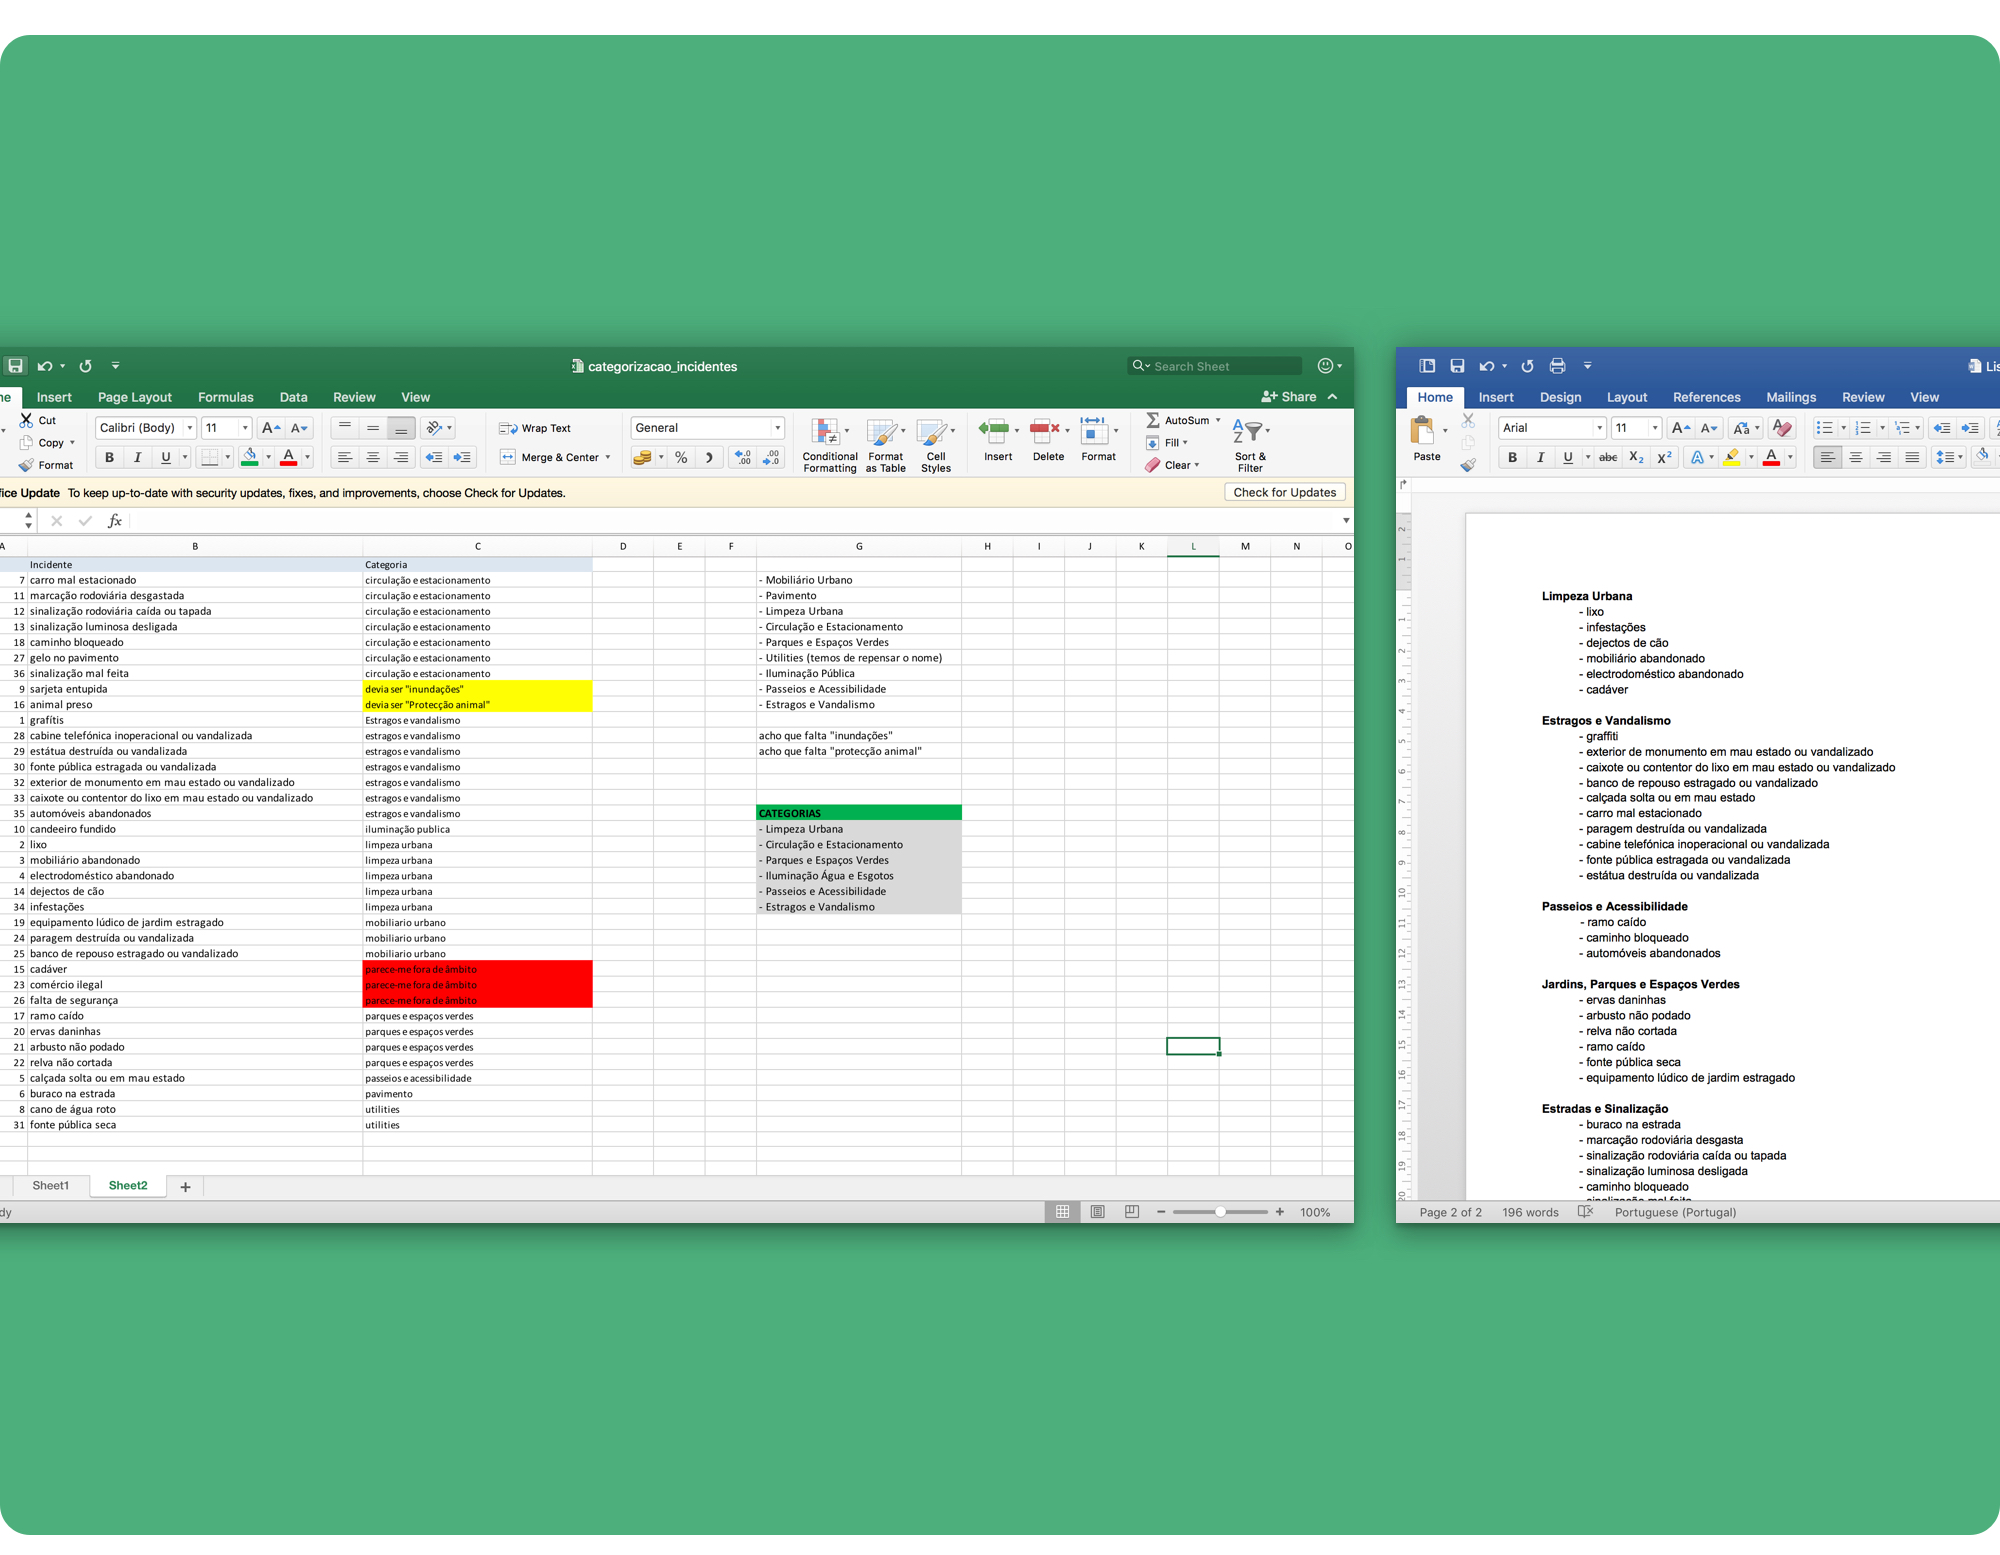 categorizacao_incidentes
Search Sheet
Insert Page Layout Formulas Data Review View
Share
Cut
Copy
Format
Calibri (Body) 11
B I U
Wrap Text
Merge & Center
General
Conditional Formatting
Format as Table
Cell Styles
Insert
Delete
Format
AutoSum
Fill
Clear
Sort & Filter
Update To keep up-to-date with security updates, fixes, and improvements, choose Check for Updates.
Check for Updates
fx
A B C D E F G H I J K L M N O
Incidente Categoria
7 carro mal estacionado circulação e estacionamento - Mobiliário Urbano
11 marcação rodoviária desgastada circulação e estacionamento - Pavimento
12 sinalização rodoviária caída ou tapada circulação e estacionamento - Limpeza Urbana
13 sinalização luminosa desligada circulação e estacionamento - Circulação e Estacionamento
18 caminho bloqueado circulação e estacionamento - Parques e Espaços Verdes
27 gelo no pavimento circulação e estacionamento - Utilities (temos de repensar o nome)
36 sinalização mal feita circulação e estacionamento - Iluminação Pública
9 sarjeta entupida devia ser "inundações" - Passeios e Acessibilidade
16 animal preso devia ser "Protecção animal" - Estragos e Vandalismo
1 grafítis Estragos e vandalismo
28 cabine telefónica inoperacional ou vandalizada estragos e vandalismo acho que falta "inundações"
29 estátua destruída ou vandalizada estragos e vandalismo acho que falta "protecção animal"
30 fonte pública estragada ou vandalizada estragos e vandalismo
32 exterior de monumento em mau estado ou vandalizado estragos e vandalismo
33 caixote ou contentor do lixo em mau estado ou vandalizado estragos e vandalismo
35 automóveis abandonados estragos e vandalismo CATEGORIAS
10 candeeiro fundido iluminação publica - Limpeza Urbana
2 lixo limpeza urbana - Circulação e Estacionamento
3 mobiliário abandonado limpeza urbana - Parques e Espaços Verdes
4 electrodoméstico abandonado limpeza urbana - Iluminação Água e Esgotos
14 dejectos de cão limpeza urbana - Passeios e Acessibilidade
34 infestações limpeza urbana - Estragos e Vandalismo
19 equipamento lúdico de jardim estragado mobiliario urbano
24 paragem destruída ou vandalizada mobiliario urbano
25 banco de repouso estragado ou vandalizado mobiliario urbano
15 cadáver parece-me fora de âmbito
23 comércio ilegal parece-me fora de âmbito
26 falta de segurança parece-me fora de âmbito
17 ramo caído parques e espaços verdes
20 ervas daninhas parques e espaços verdes
21 arbusto não podado parques e espaços verdes
22 relva não cortada parques e espaços verdes
5 calçada solta ou em mau estado passeios e acessibilidade
6 buraco na estrada pavimento
8 cano de água roto utilities
31 fonte pública seca utilities
Sheet1 Sheet2 +
100%
Home Insert Design Layout References Mailings Review View
Paste
Arial 11
B I U abc X2 X2
Limpeza Urbana
- lixo
- infestações
- dejectos de cão
- mobiliário abandonado
- electrodoméstico abandonado
- cadáver
Estragos e Vandalismo
- graffiti
- exterior de monumento em mau estado ou vandalizado
- caixote ou contentor do lixo em mau estado ou vandalizado
- banco de repouso estragado ou vandalizado
- calçada solta ou em mau estado
- carro mal estacionado
- paragem destruída ou vandalizada
- cabine telefónica inoperacional ou vandalizada
- fonte pública estragada ou vandalizada
- estátua destruída ou vandalizada
Passeios e Acessibilidade
- ramo caído
- caminho bloqueado
- automóveis abandonados
Jardins, Parques e Espaços Verdes
- ervas daninhas
- arbusto não podado
- relva não cortada
- ramo caído
- fonte pública seca
- equipamento lúdico de jardim estragado
Estradas e Sinalização
- buraco na estrada
- marcação rodoviária desgasta
- sinalização rodoviária caída ou tapada
- sinalização luminosa desligada
- caminho bloqueado
Page 2 of 2 196 words Portuguese (Portugal)